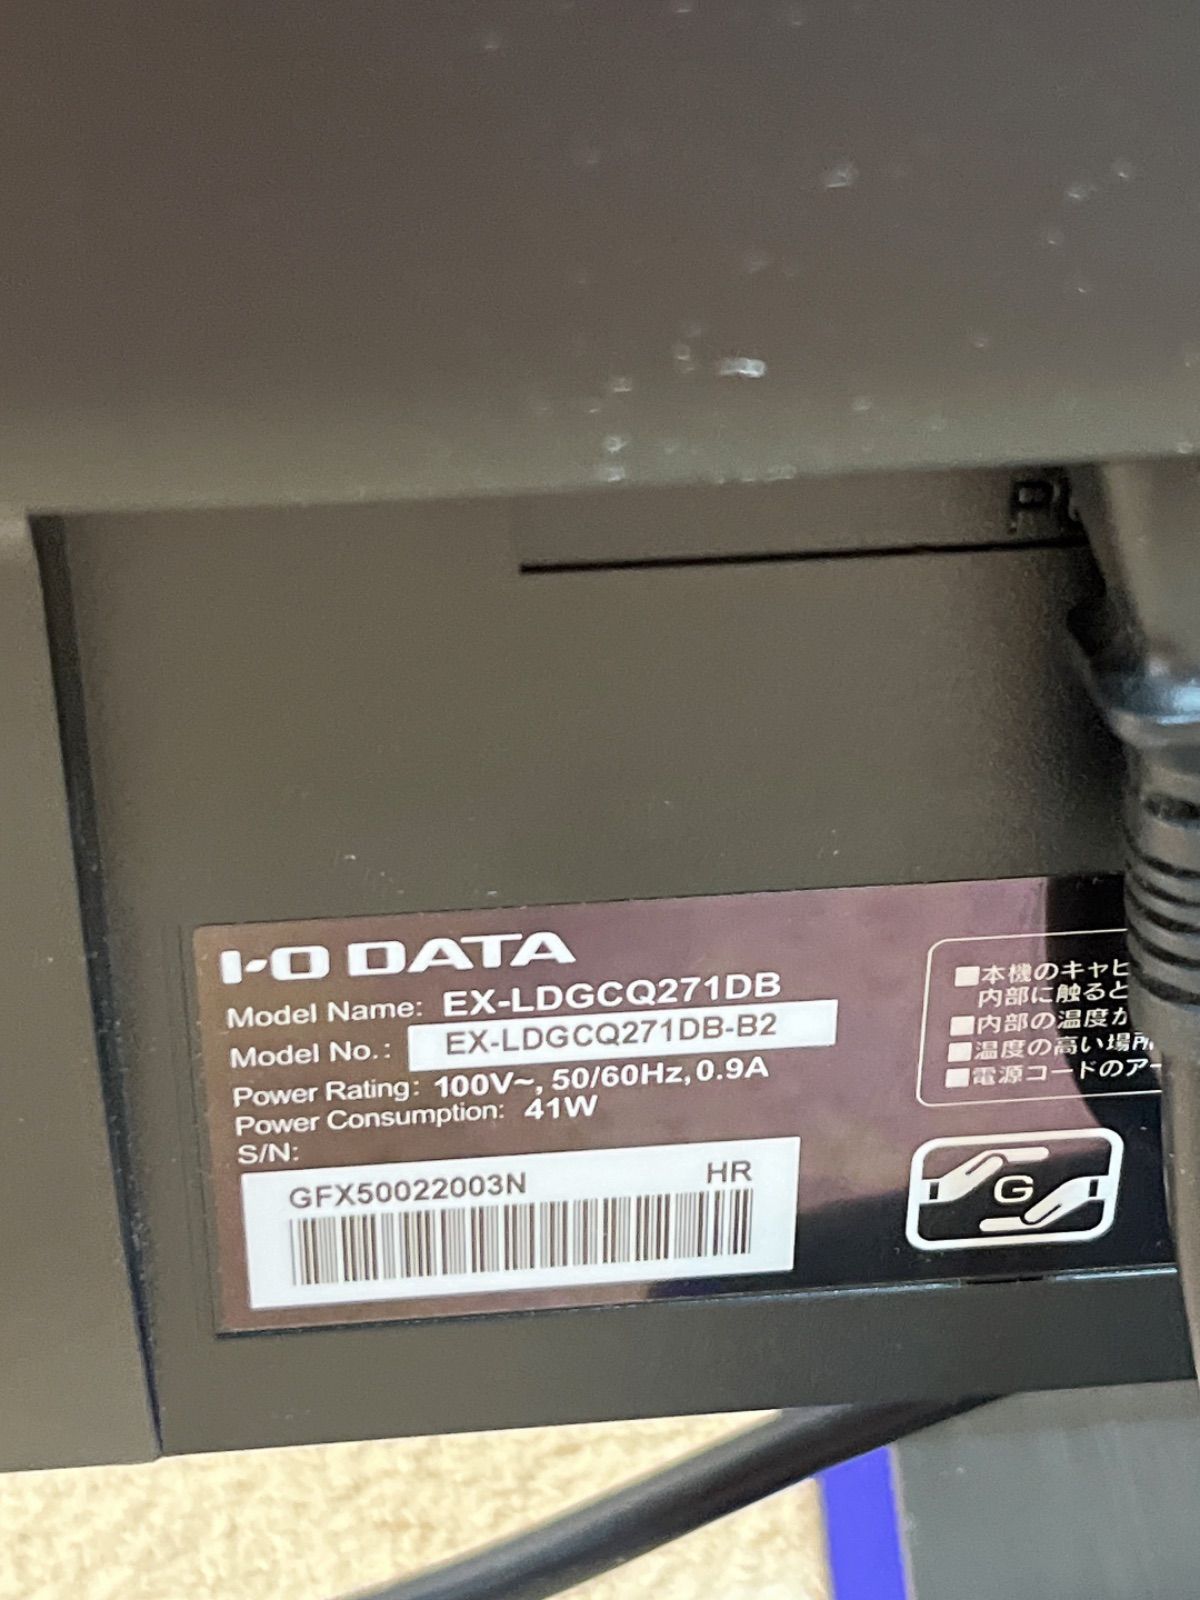 I-O DATA
Model Name: EX-LDGCQ271DB
Model No.: EX-LDGCQ271DB-B2
Power Rating: 100V~, 50/60Hz, 0.9A
Power Consumption: 41W
S/N:
GFX50022003N HR
■本機のキャビ
内部に触ると
■内部の温度が
■温度の高い場所
■電源コードのアー
G